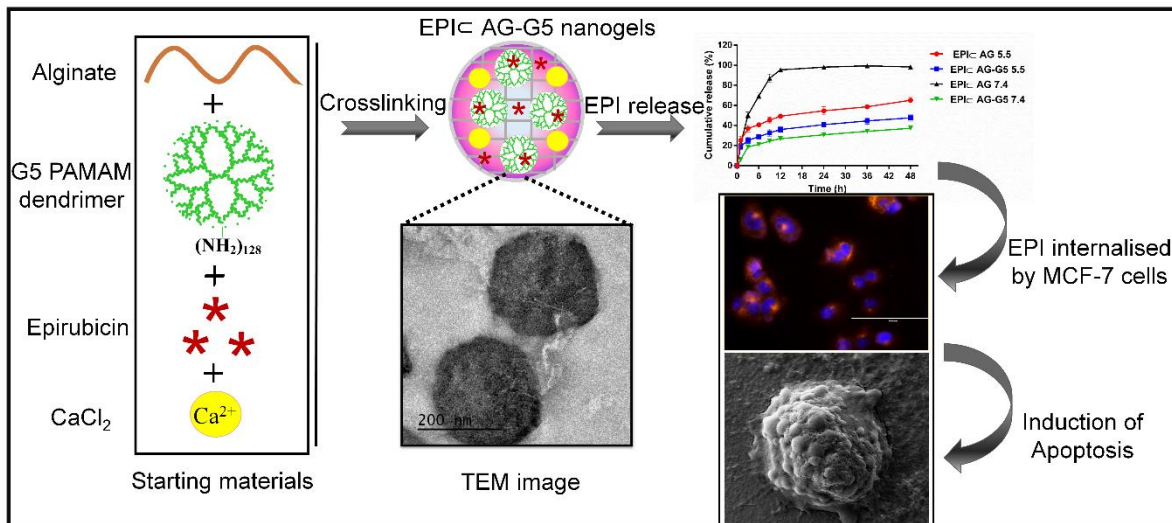 Alginate
+
G5 PAMAM
dendrimer
(NH2)128
+
Epirubicin
***
+
CaCl2
Ca2+
Starting materials
Crosslinking
EPI⊂ AG-G5 nanogels
EPI release
200 nm
TEM image
Cumulative release (%)
120
100
80
60
40
20
0
0 6 12 18 24 30 36 42 48
Time (h)
EPI⊂ AG 5.5
EPI⊂ AG-G5 5.5
EPI⊂ AG 7.4
EPI⊂ AG-G5 7.4
EPI internalised
by MCF-7 cells
Induction of
Apoptosis